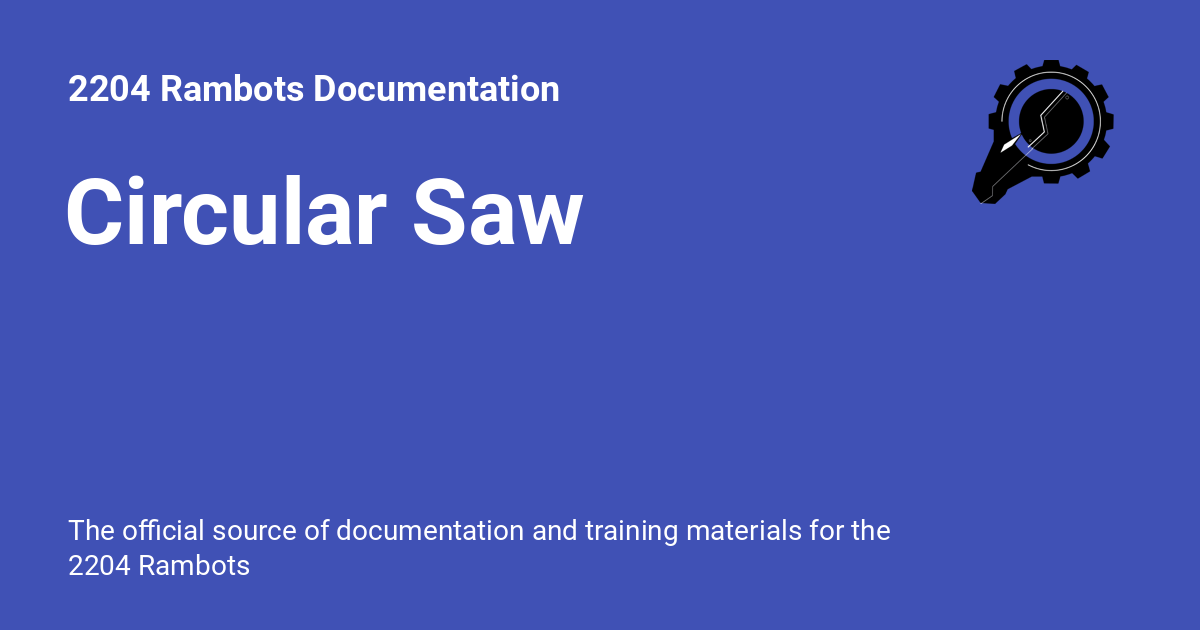 2204 Rambots Documentation
Circular Saw
The official source of documentation and training materials for the
2204 Rambots